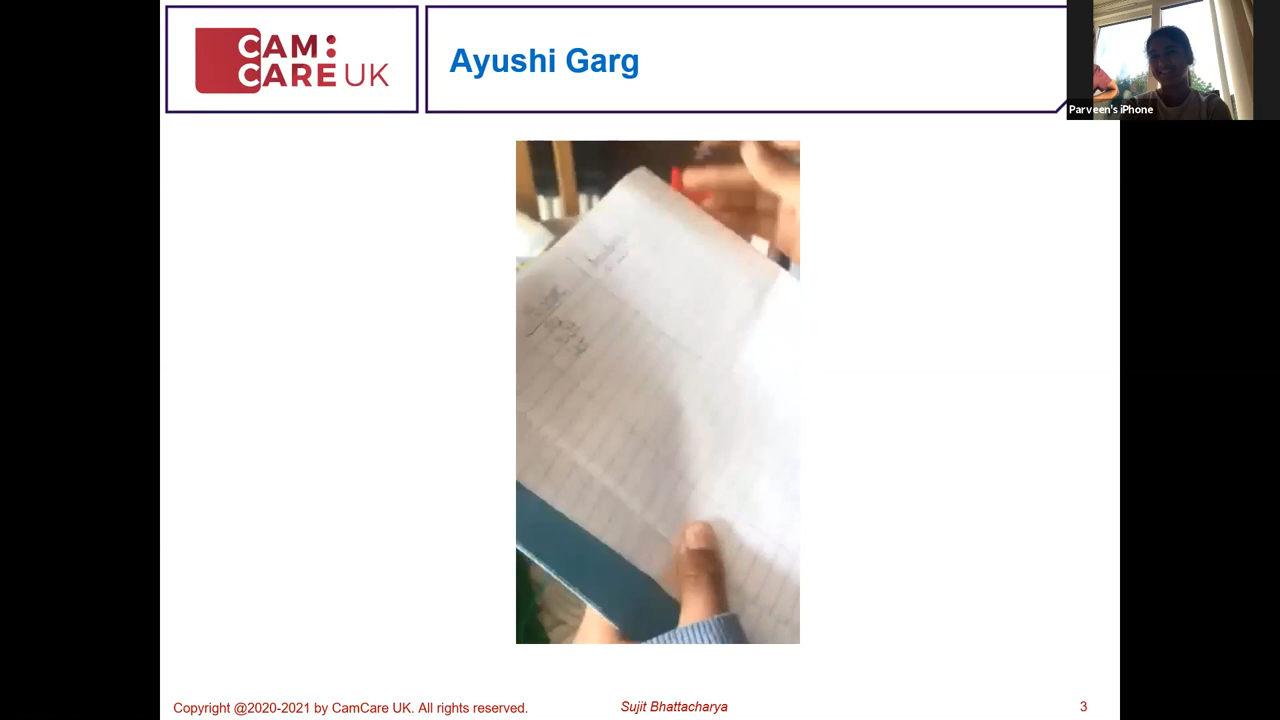 CAM:
CARE UK
Ayushi Garg
Parveen's iPhone
Copyright @2020-2021 by CamCare UK. All rights reserved.
Sujit Bhattacharya
3